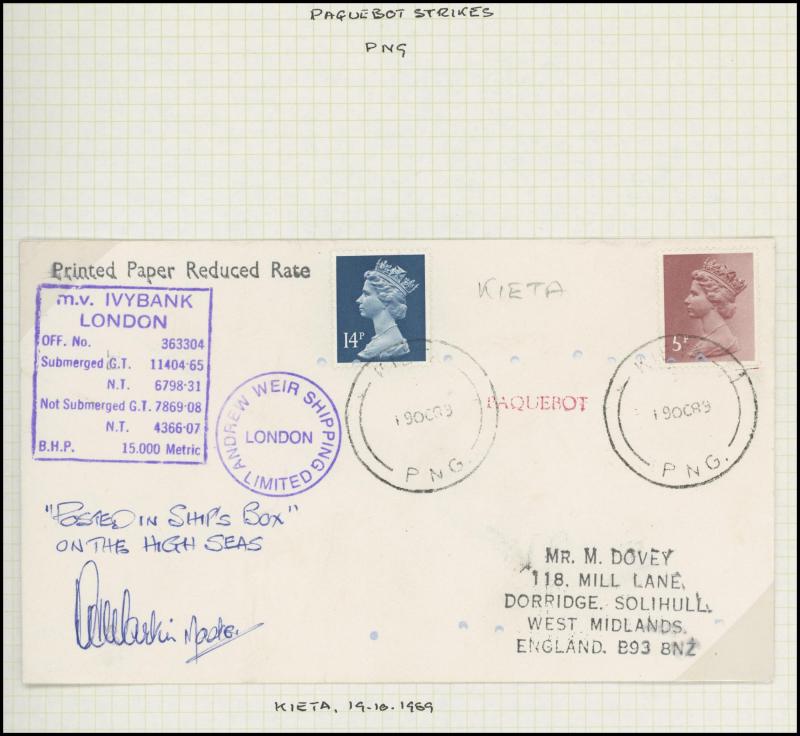 PAQUEBOT STRIKES
PNG
Printed Paper Reduced Rate
m.v. IVYBANK
LONDON
OFF. No. 363304
Submerged G.T. 11404·65
N.T. 6798·31
Not Submerged G.T. 7869·08
N.T. 4366·07
B.H.P. 15.000 Metric
ANDREW WEIR SHIPPING
LONDON
LIMITED
14P
KIETA
5P
19OC89
PNG.
PAQUEBOT
19OC89
PNG.
"POSTED IN SHIP'S BOX"
ON THE HIGH SEAS
Master
MR. M. DOVEY
118. MILL LANE,
DORRIDGE. SOLIHULL.
WEST MIDLANDS.
ENGLAND. B93 8NZ
KIETA, 19-10-1989